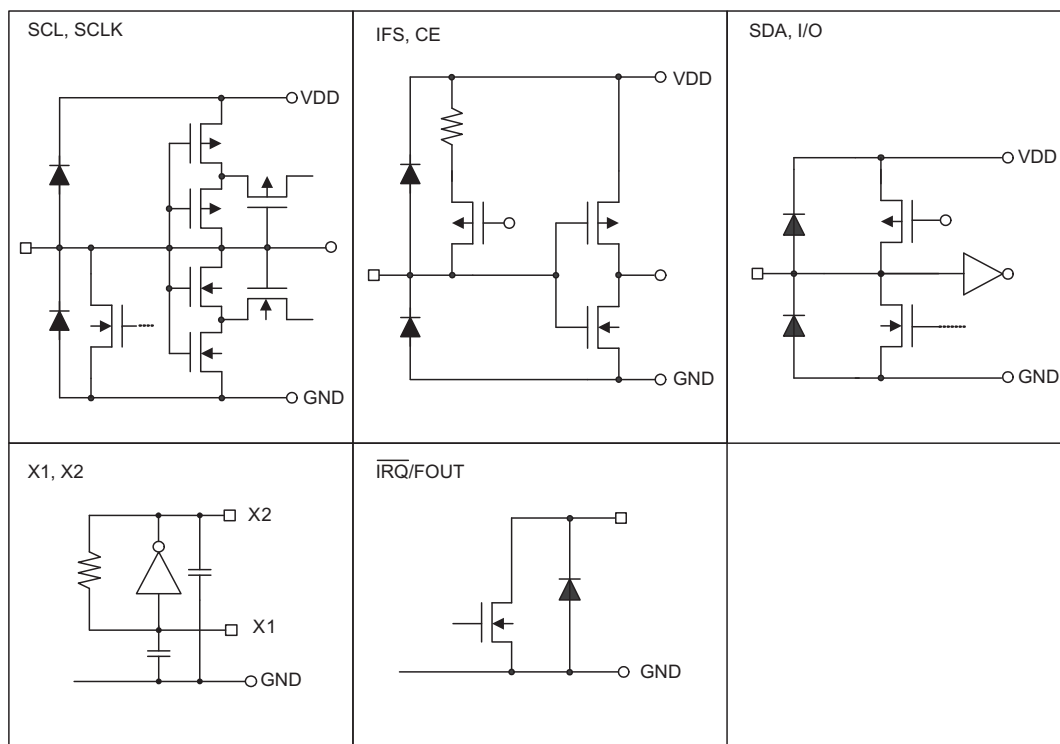 SCL, SCLK
VDD
GND
IFS, CE
VDD
GND
SDA, I/O
VDD
GND
X1, X2
X2
X1
GND
IRQ/FOUT
GND